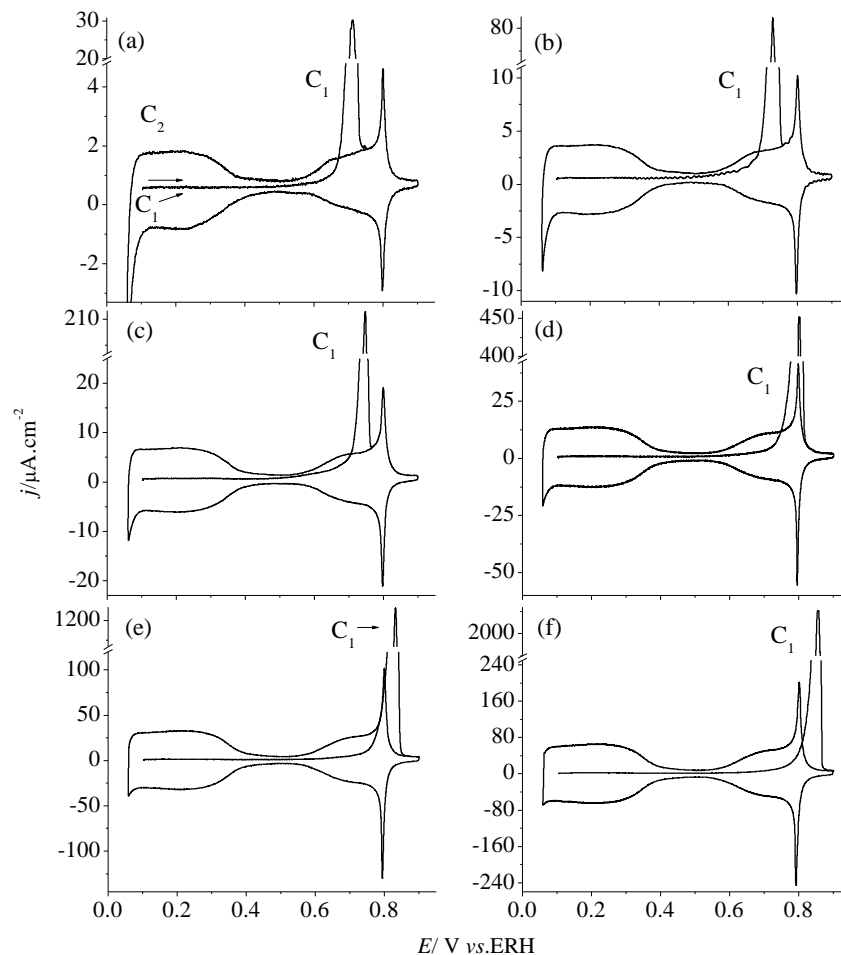 (a)
30
20
4
2
0
-2
C1
C2
C1
(b)
80
10
5
0
-5
-10
C1
(c)
210
20
10
0
-10
-20
C1
(d)
450
400
25
0
-25
-50
C1
(e)
1200
100
50
0
-50
-100
C1
0.0 0.2 0.4 0.6 0.8
(f)
2000
240
160
80
0
-80
-160
-240
C1
0.0 0.2 0.4 0.6 0.8
j/μA.cm-2
E/ V vs.ERH